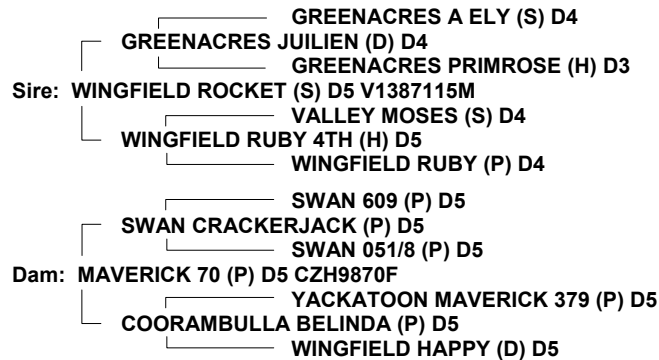 GREENACRES A ELY (S) D4
GREENACRES JUILIEN (D) D4
GREENACRES PRIMROSE (H) D3
Sire: WINGFIELD ROCKET (S) D5 V1387115M
VALLEY MOSES (S) D4
WINGFIELD RUBY 4TH (H) D5
WINGFIELD RUBY (P) D4
SWAN 609 (P) D5
SWAN CRACKERJACK (P) D5
SWAN 051/8 (P) D5
Dam: MAVERICK 70 (P) D5 CZH9870F
YACKATOON MAVERICK 379 (P) D5
COORAMBULLA BELINDA (P) D5
WINGFIELD HAPPY (D) D5